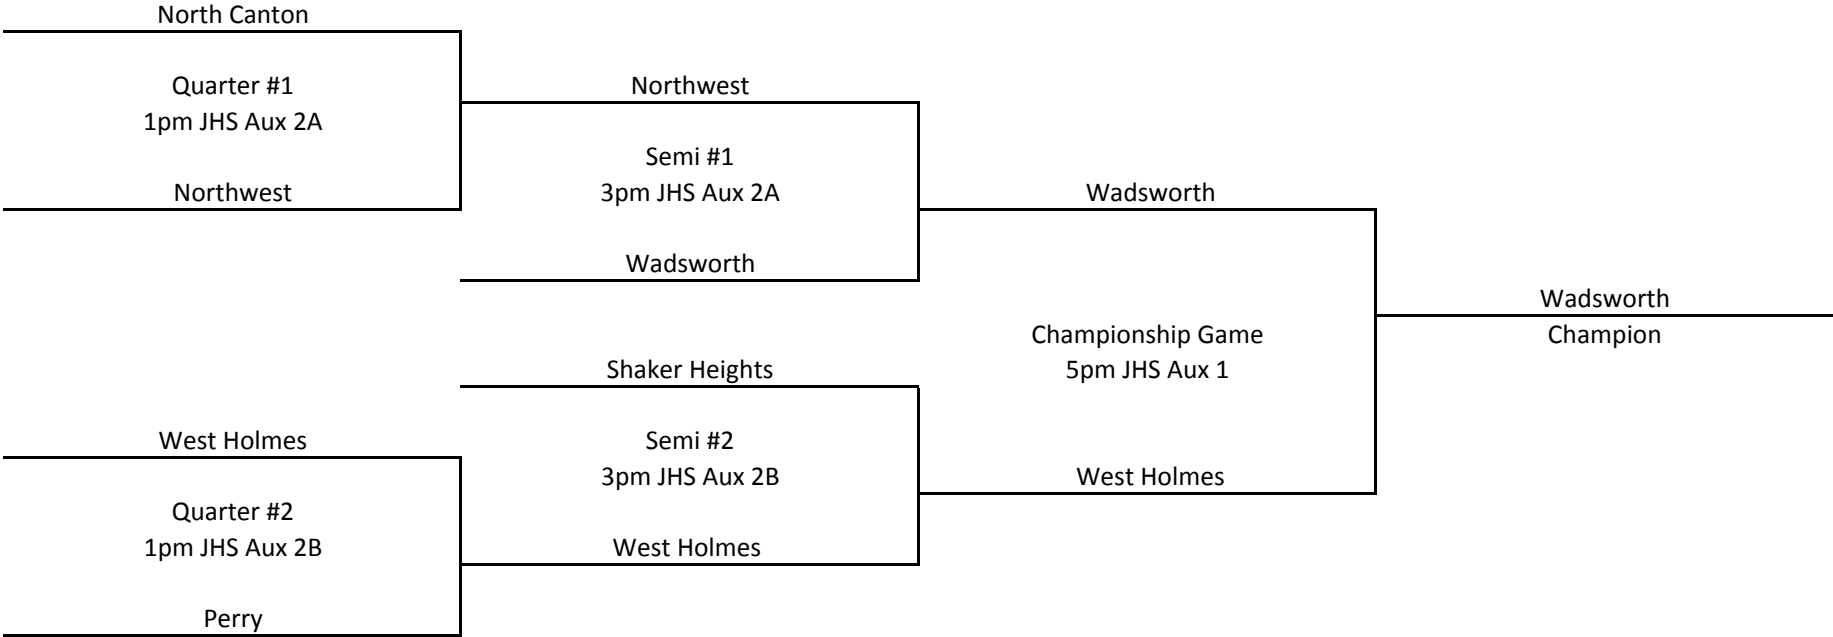 North Canton
Quarter #1
1pm JHS Aux 2A
Northwest
Northwest
Semi #1
3pm JHS Aux 2A
Wadsworth
Wadsworth
Championship Game
5pm JHS Aux 1
Wadsworth
Champion
Shaker Heights
Semi #2
3pm JHS Aux 2B
West Holmes
West Holmes
Quarter #2
1pm JHS Aux 2B
Perry
West Holmes